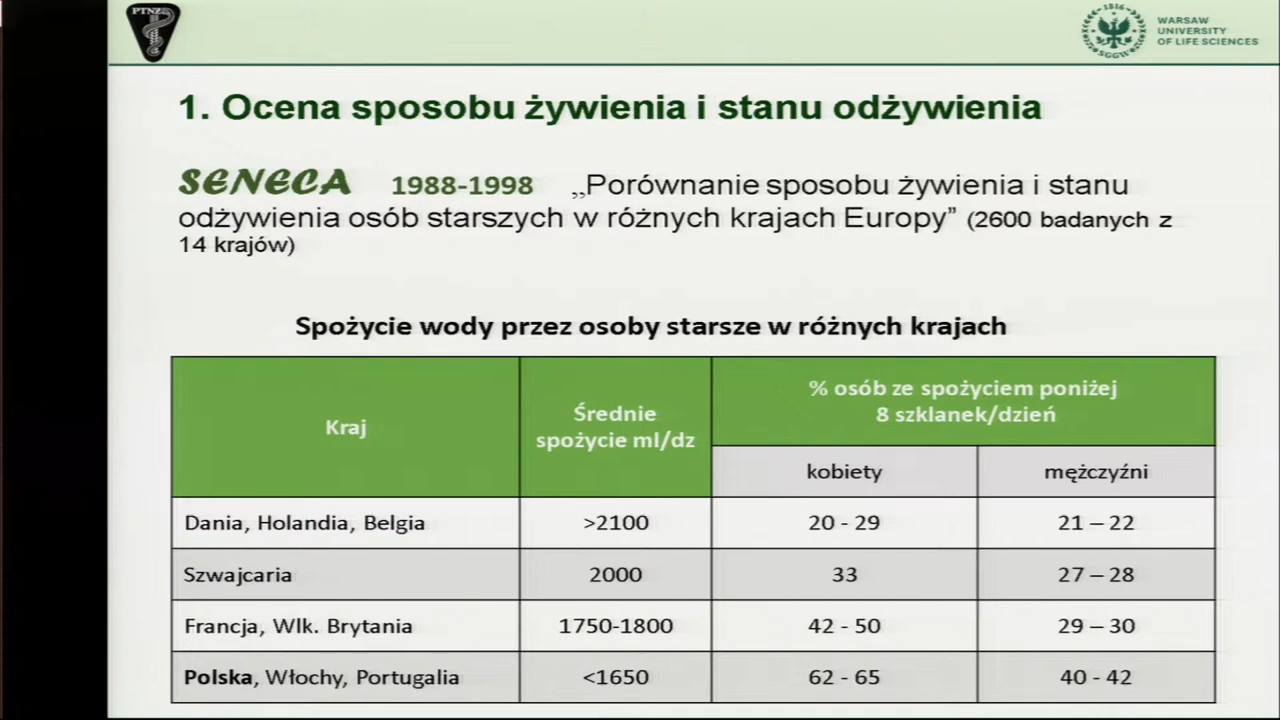 PTNŻ
1816
SGGW
WARSAW
UNIVERSITY
OF LIFE SCIENCES
1. Ocena sposobu żywienia i stanu odżywienia
SENECA 1988-1998 ,,Porównanie sposobu żywienia i stanu
odżywienia osób starszych w różnych krajach Europy” (2600 badanych z
14 krajów)
Spożycie wody przez osoby starsze w różnych krajach
Kraj
Średnie
spożycie ml/dz
% osób ze spożyciem poniżej
8 szklanek/dzień
kobiety mężczyźni
Dania, Holandia, Belgia >2100 20 - 29 21 – 22
Szwajcaria 2000 33 27 – 28
Francja, Wlk. Brytania 1750-1800 42 - 50 29 – 30
Polska, Włochy, Portugalia <1650 62 - 65 40 - 42